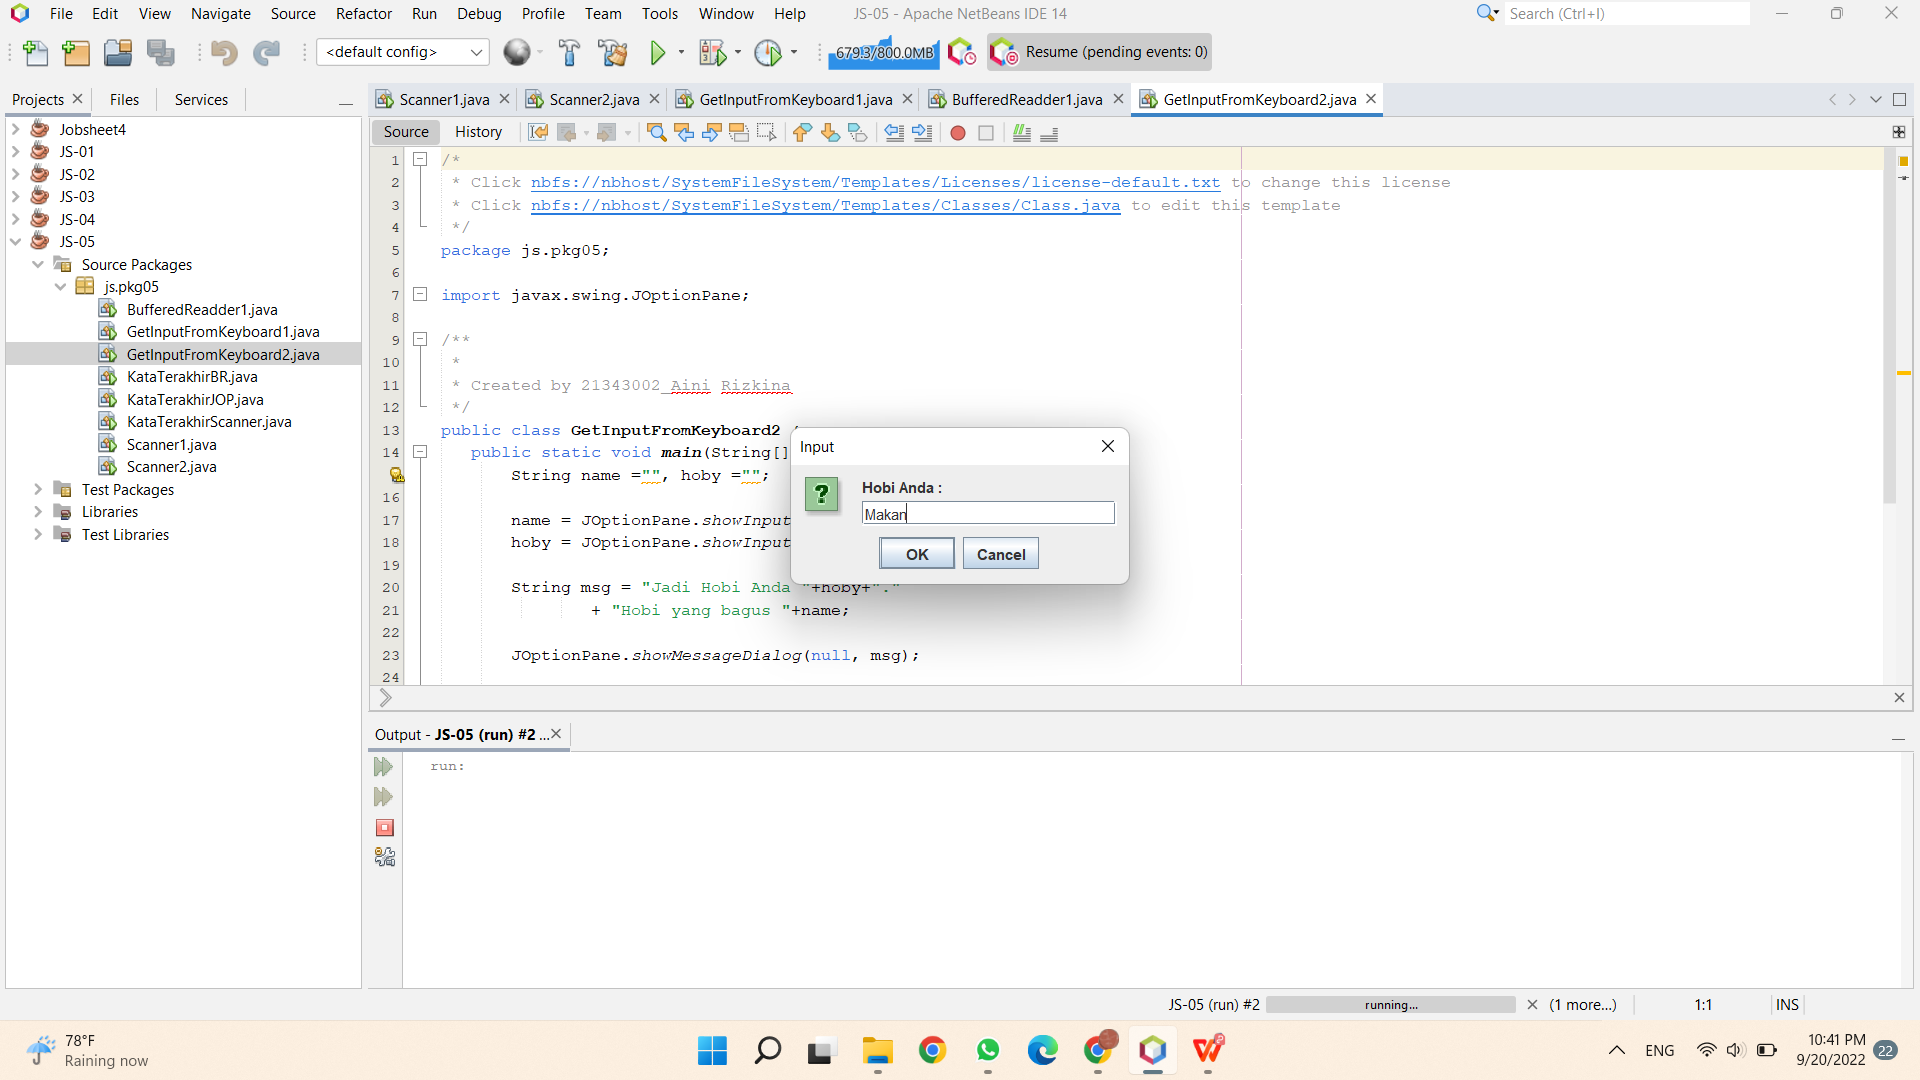 File Edit View Navigate Source Refactor Run Debug Profile Team Tools Window Help JS-05 - Apache NetBeans IDE 14 Search (Ctrl+I)
<default config> 679.3/800.0MB Resume (pending events: 0)
Projects Files Services
Scanner1.java Scanner2.java GetInputFromKeyboard1.java BufferedReadder1.java GetInputFromKeyboard2.java
Source History
Jobsheet4
JS-01
JS-02
JS-03
JS-04
JS-05
Source Packages
js.pkg05
BufferedReadder1.java
GetInputFromKeyboard1.java
GetInputFromKeyboard2.java
KataTerakhirBR.java
KataTerakhirJOP.java
KataTerakhirScanner.java
Scanner1.java
Scanner2.java
Test Packages
Libraries
Test Libraries
1 /*
2 * Click nbfs://nbhost/SystemFileSystem/Templates/Licenses/license-default.txt to change this license
3 * Click nbfs://nbhost/SystemFileSystem/Templates/Classes/Class.java to edit this template
4 */
5 package js.pkg05;
6
7 import javax.swing.JOptionPane;
8
9 /**
10 *
11 * Created by 21343002_Aini Rizkina
12 */
13 public class GetInputFromKeyboard2
14 public static void main(String[]
String name ="", hoby ="";
16
17 name = JOptionPane.showInput
18 hoby = JOptionPane.showInput
19
20 String msg = "Jadi Hobi Anda "+hoby+"."
21 + "Hobi yang bagus "+name;
22
23 JOptionPane.showMessageDialog(null, msg);
24
Input
Hobi Anda :
Makan
OK Cancel
Output - JS-05 (run) #2 ...
run:
JS-05 (run) #2 running... (1 more...) 1:1 INS
78°F
Raining now
ENG
10:41 PM
9/20/2022
22